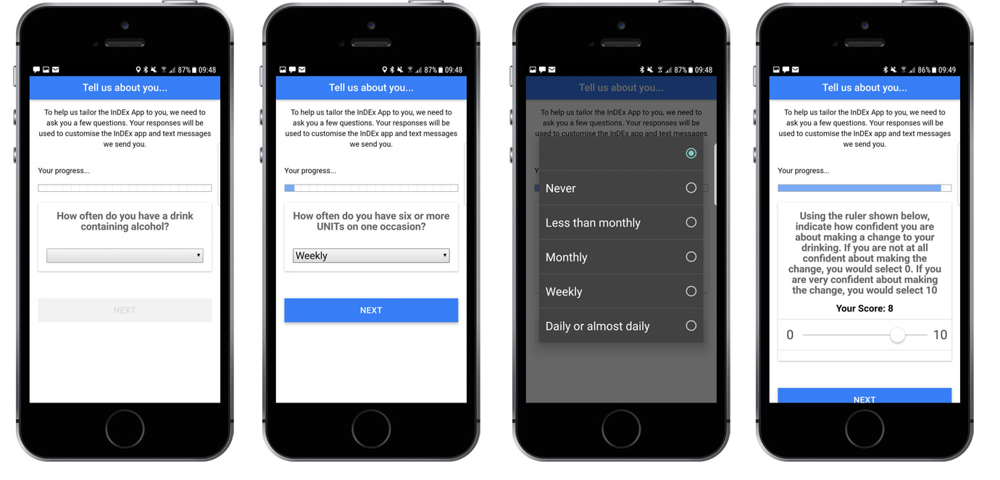 87% 09:48
Tell us about you...
To help us tailor the InDEx App to you, we need to
ask you a few questions. Your responses will be
used to customise the InDEx app and text messages
we send you.
Your progress...
How often do you have a drink
containing alcohol?
NEXT
87% 09:48
Tell us about you...
To help us tailor the InDEx App to you, we need to
ask you a few questions. Your responses will be
used to customise the InDEx app and text messages
we send you.
Your progress...
How often do you have six or more
UNITs on one occasion?
Weekly
NEXT
87% 09:48
Tell us about you...
To help us tailor the InDEx App to you, we need to
ask you a few questions. Your responses will be
used to customise the InDEx app and text messages
Y
Never
Less than monthly
Monthly
Weekly
Daily or almost daily
86% 09:49
Tell us about you...
To help us tailor the InDEx App to you, we need to
ask you a few questions. Your responses will be
used to customise the InDEx app and text messages
we send you.
Your progress...
Using the ruler shown below,
indicate how confident you are
about making a change to your
drinking. If you are not at all
confident about making the
change, you would select 0. If you
are very confident about making
the change, you would select 10
Your Score: 8
0 10
NEXT